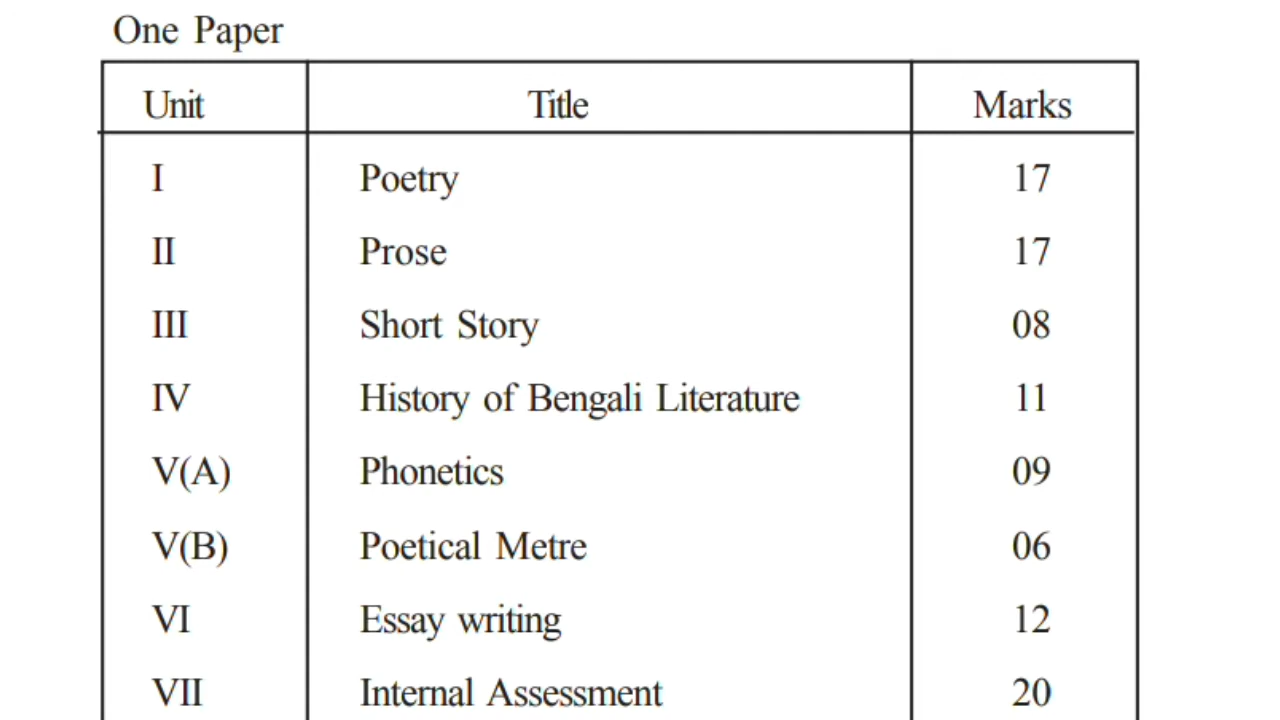 One Paper
Unit Title Marks
I Poetry 17
II Prose 17
III Short Story 08
IV History of Bengali Literature 11
V(A) Phonetics 09
V(B) Poetical Metre 06
VI Essay writing 12
VII Internal Assessment 20